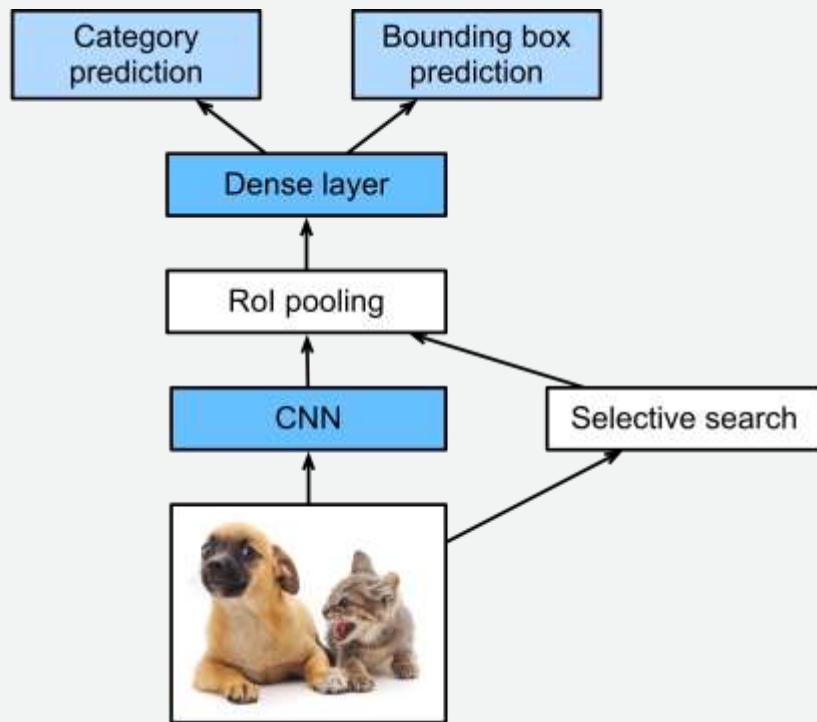 Category
prediction
Bounding box
prediction
Dense layer
RoI pooling
CNN
Selective search